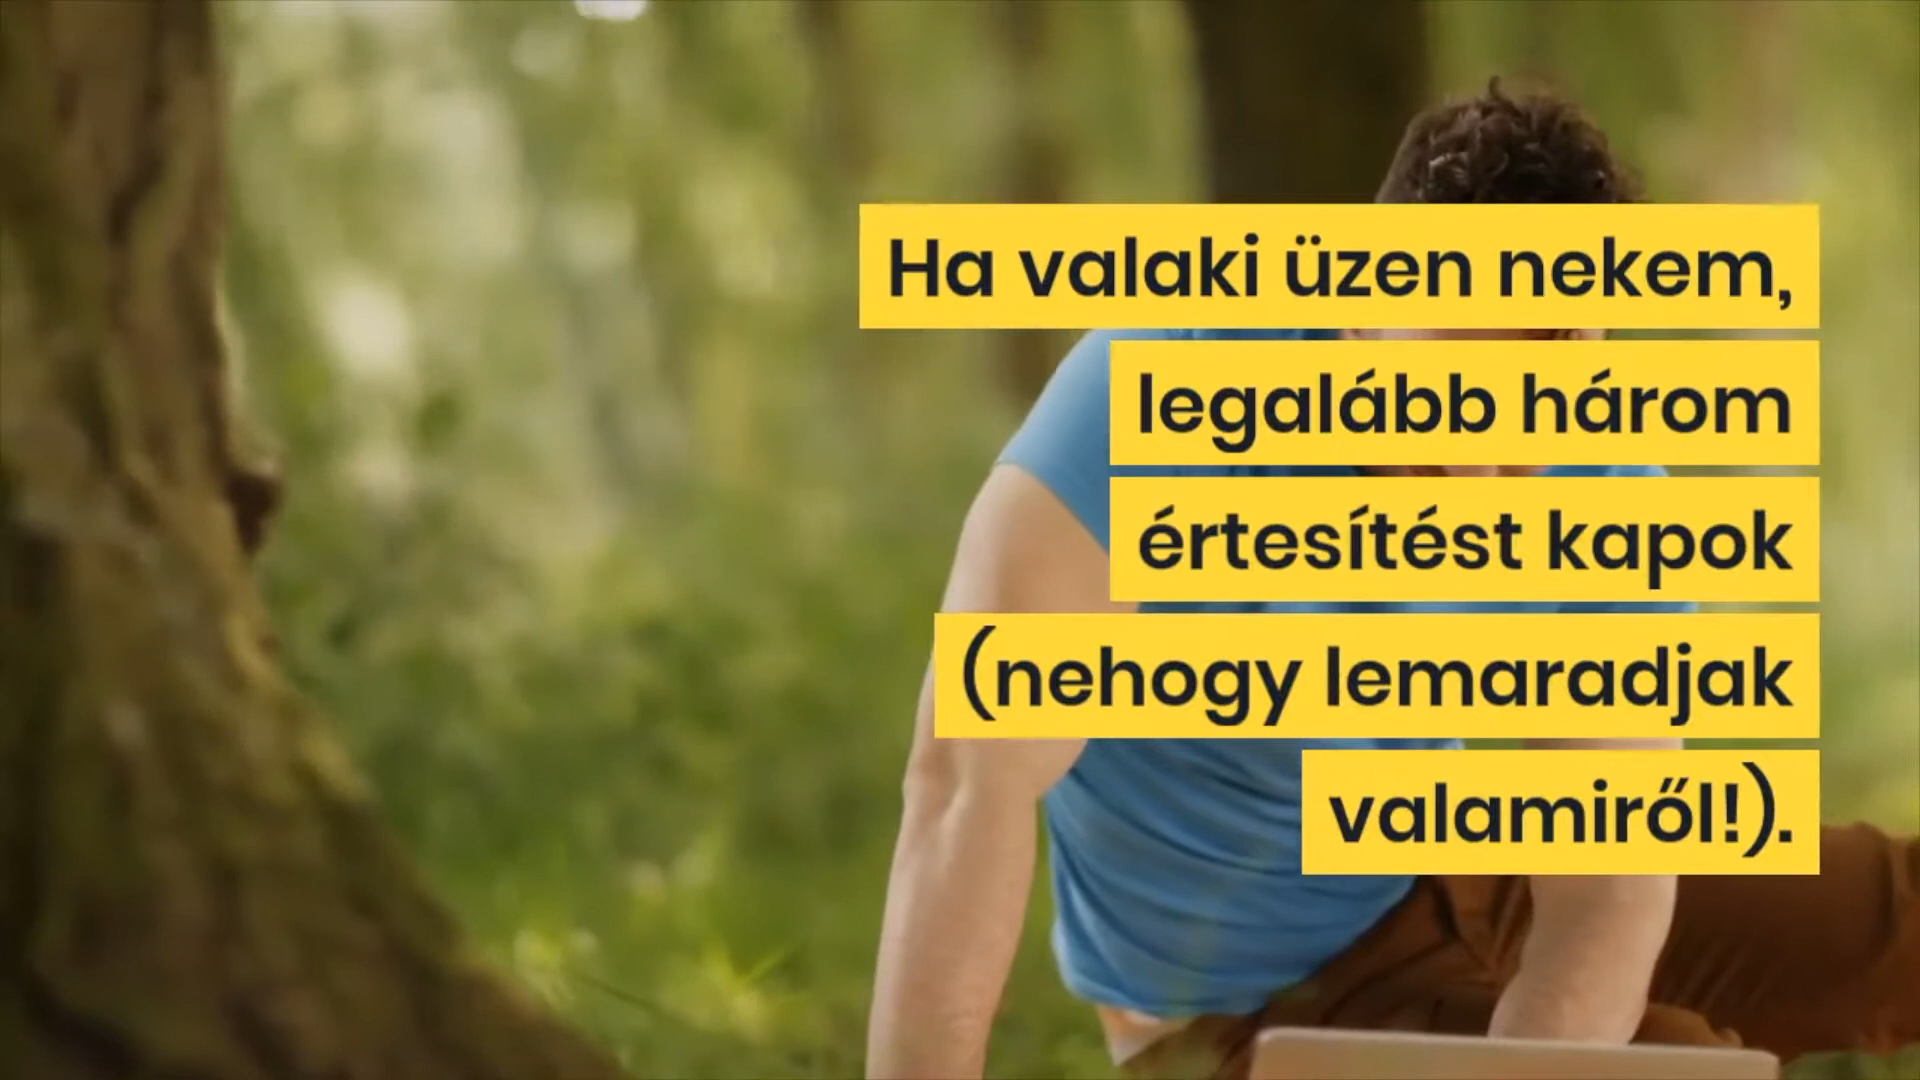 Ha valaki üzen nekem,
legalább három
értesítést kapok
(nehogy lemaradjak
valamiről!).